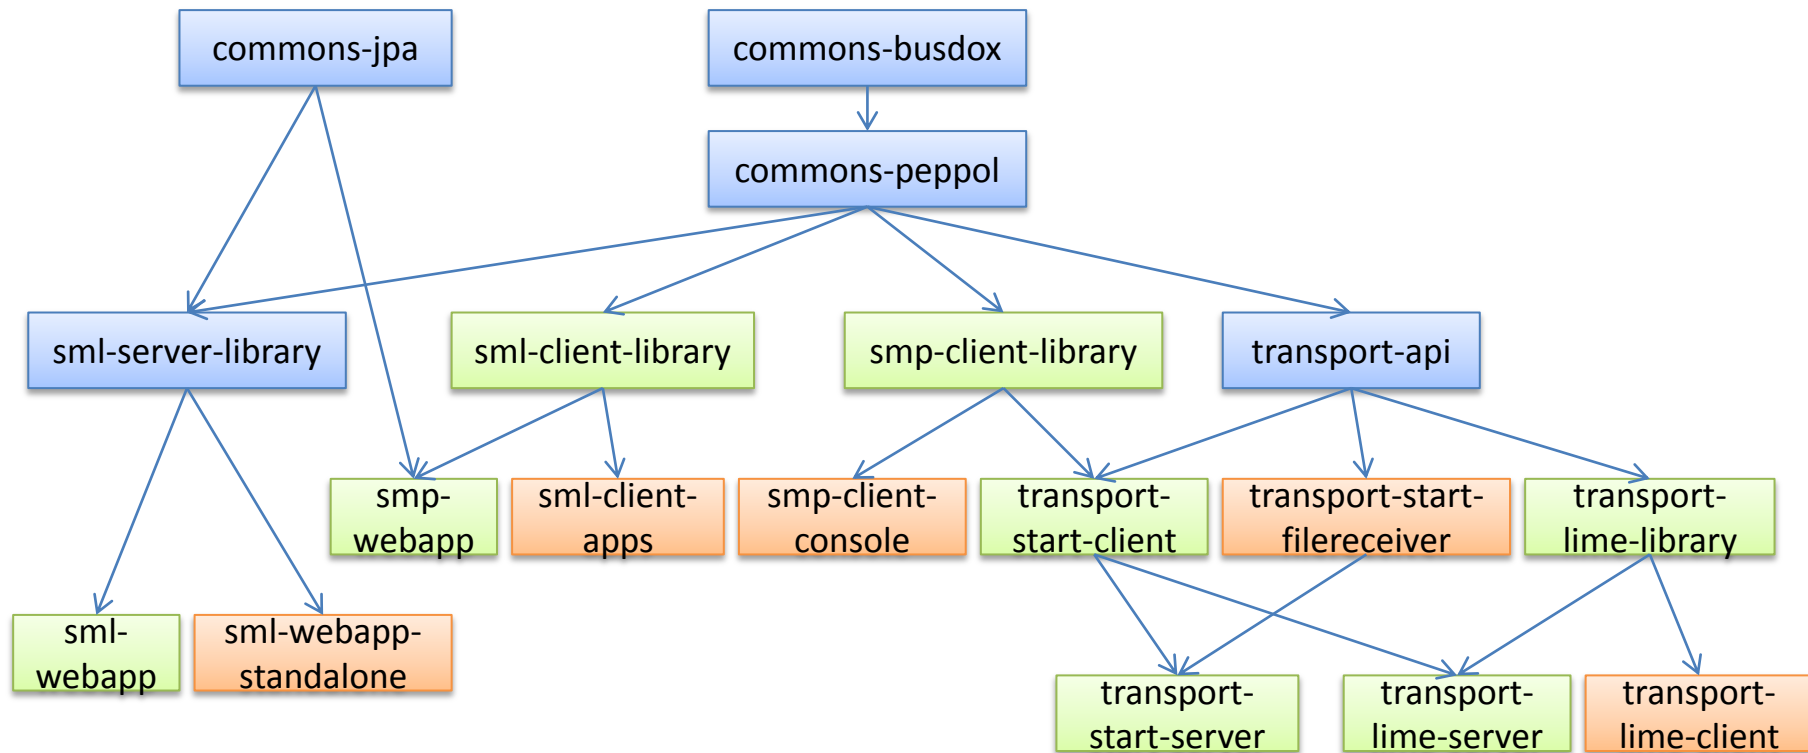 commons-jpa
commons-busdox
commons-peppol
sml-server-library
sml-client-library
smp-client-library
transport-api
smp-
webapp
sml-client-
apps
smp-client-
console
transport-
start-client
transport-start-
filereceiver
transport-
lime-library
sml-
webapp
sml-webapp-
standalone
transport-
start-server
transport-
lime-server
transport-
lime-client